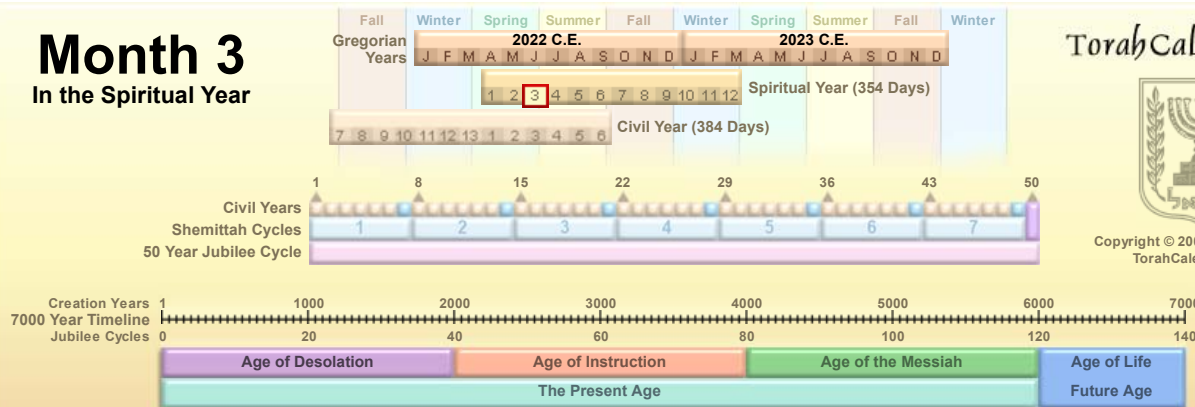 Month 3
In the Spiritual Year
Fall Winter Spring Summer Fall Winter Spring Summer Fall Winter
Gregorian Years
2022 C.E. 2023 C.E.
J F M A M J J A S O N D J F M A M J J A S O N D
1 2 3 4 5 6 7 8 9 10 11 12 Spiritual Year (354 Days)
7 8 9 10 11 12 13 1 2 3 4 5 6 Civil Year (384 Days)
TorahCal
1 8 15 22 29 36 43 50
Civil Years
Shemittah Cycles 1 2 3 4 5 6 7
50 Year Jubilee Cycle
Copyright © 20
TorahCale
Creation Years 1 1000 2000 3000 4000 5000 6000 7000
7000 Year Timeline
Jubilee Cycles 0 20 40 60 80 100 120 140
Age of Desolation Age of Instruction Age of the Messiah Age of Life
The Present Age Future Age